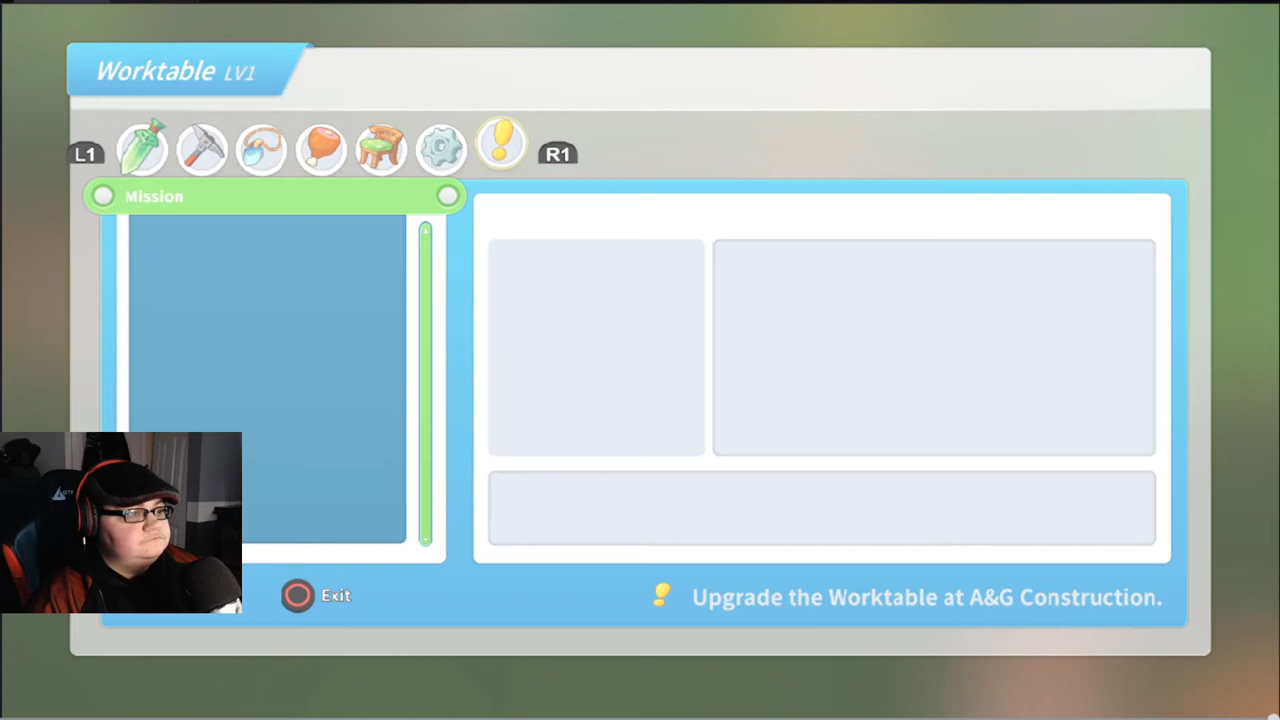 Worktable LV1
L1
R1
Mission
Exit
Upgrade the Worktable at A&G Construction.